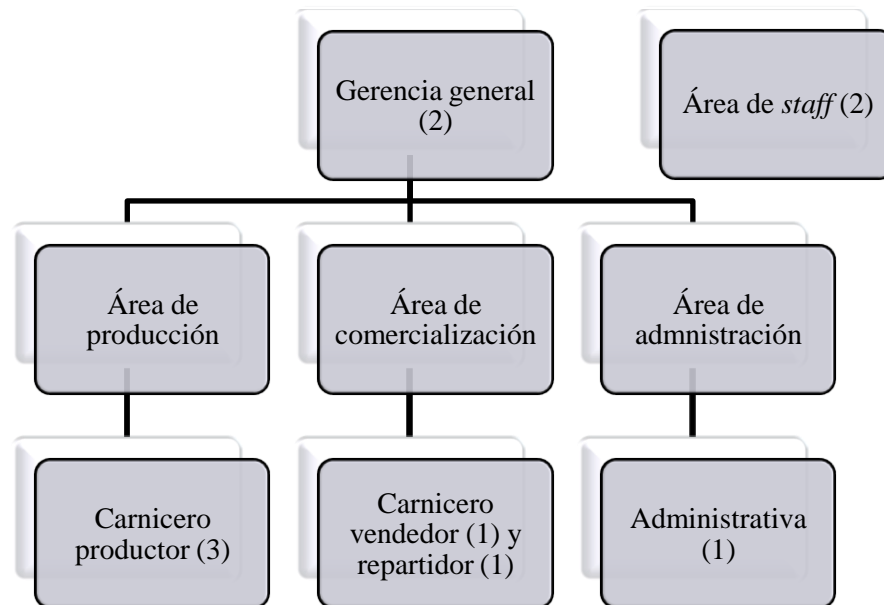 Gerencia general
(2)
Área de staff (2)
Área de
producción
Área de
comercialización
Área de
admnistración
Carnicero
productor (3)
Carnicero
vendedor (1) y
repartidor (1)
Administrativa
(1)